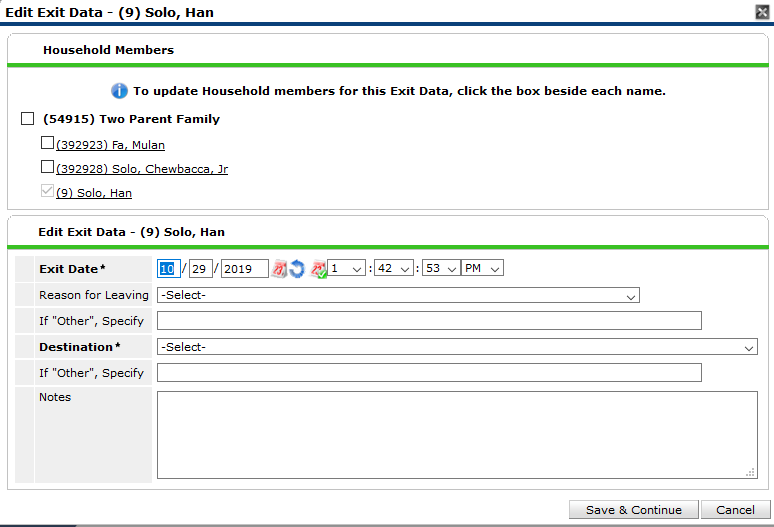 Edit Exit Data - (9) Solo, Han
Household Members
To update Household members for this Exit Data, click the box beside each name.
(54915) Two Parent Family
(392923) Fa, Mulan
(392928) Solo, Chewbacca, Jr
(9) Solo, Han
Edit Exit Data - (9) Solo, Han
Exit Date* 10 / 29 / 2019 1 : 42 : 53 PM
Reason for Leaving -Select-
If "Other", Specify
Destination* -Select-
If "Other", Specify
Notes
Save & Continue Cancel